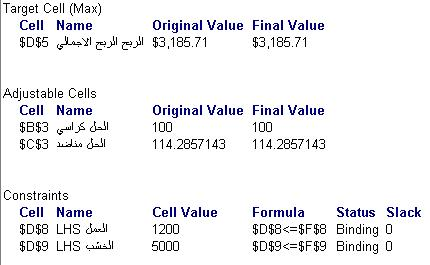 Target Cell (Max)
Cell Name Original Value Final Value
$D$5 الربح الربح الاجمالي $3,185.71 $3,185.71
Adjustable Cells
Cell Name Original Value Final Value
$B$3 الحل كراسي 100 100
$C$3 الحل مناضد 114.2857143 114.2857143
Constraints
Cell Name Cell Value Formula Status Slack
$D$8 LHS العمل 1200 $D$8<=$F$8 Binding 0
$D$9 LHS الخشب 5000 $D$9<=$F$9 Binding 0